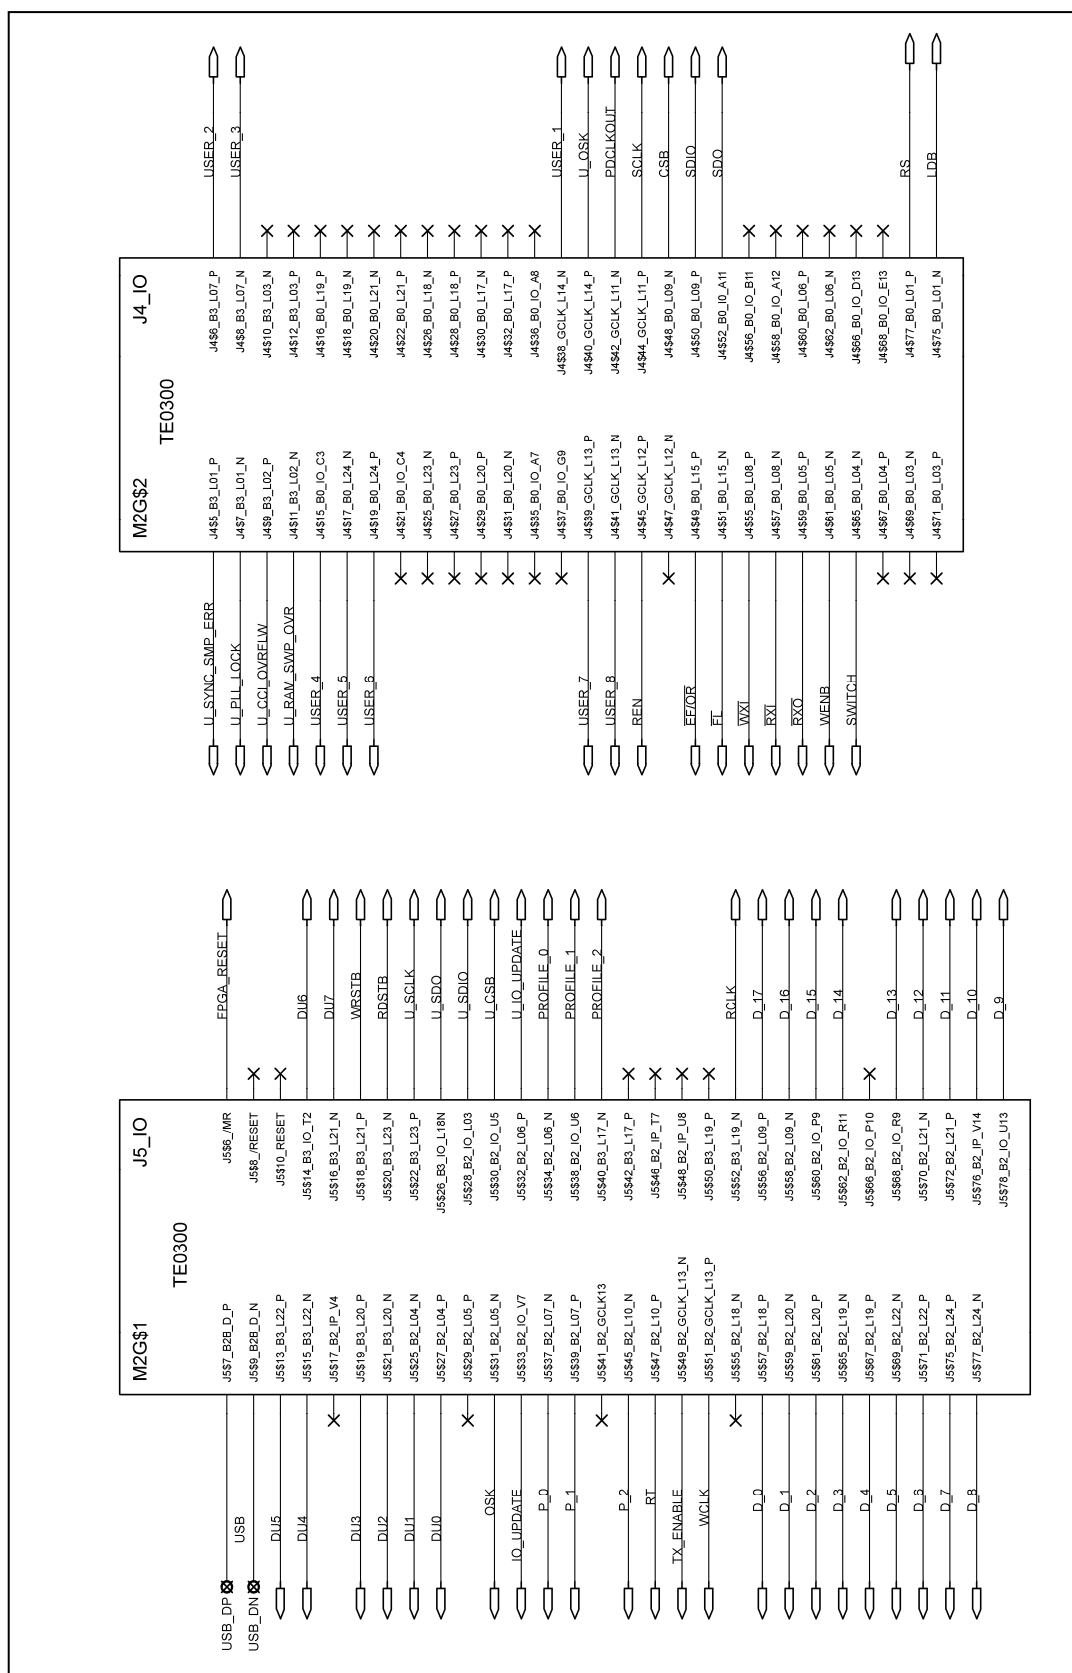 J4_IO
TE0300
M2G$2
USER_2
USER_3
USER_1
U_OSK
PDCLKOUT
SCLK
CSB
SDIO
SDO
RS
LDB
J4$6_B3_L07_P
J4$8_B3_L07_N
J4$10_B3_L03_N
J4$12_B3_L03_P
J4$16_B0_L19_P
J4$18_B0_L19_N
J4$20_B0_L21_N
J4$22_B0_L21_P
J4$26_B0_L18_N
J4$28_B0_L18_P
J4$30_B0_L17_N
J4$32_B0_L17_P
J4$36_B0_IO_A8
J4$38_GCLK_L14_N
J4$40_GCLK_L14_P
J4$42_GCLK_L11_N
J4$44_GCLK_L11_P
J4$48_B0_L09_N
J4$50_B0_L09_P
J4$52_B0_I0_A11
J4$56_B0_IO_B11
J4$58_B0_IO_A12
J4$60_B0_L06_P
J4$62_B0_L06_N
J4$66_B0_IO_D13
J4$68_B0_IO_E13
J4$77_B0_L01_P
J4$75_B0_L01_N
J4$5_B3_L01_P
J4$7_B3_L01_N
J4$9_B3_L02_P
J4$11_B3_L02_N
J4$15_B0_IO_C3
J4$17_B0_L24_N
J4$19_B0_L24_P
J4$21_B0_IO_C4
J4$25_B0_L23_N
J4$27_B0_L23_P
J4$29_B0_L20_P
J4$31_B0_L20_N
J4$35_B0_IO_A7
J4$37_B0_IO_G9
J4$39_GCLK_L13_P
J4$41_GCLK_L13_N
J4$45_GCLK_L12_P
J4$47_GCLK_L12_N
J4$49_B0_L15_P
J4$51_B0_L15_N
J4$55_B0_L08_P
J4$57_B0_L08_N
J4$59_B0_L05_P
J4$61_B0_L05_N
J4$65_B0_L04_N
J4$67_B0_L04_P
J4$69_B0_L03_N
J4$71_B0_L03_P
U_SYNC_SMP_ERR
U_PLL_LOCK
U_CCI_OVRFLW
U_RAM_SWP_OVR
USER_4
USER_5
USER_6
USER_7
USER_8
REN
EF/OR
FL
WXI
RXI
RXO
WENB
SWITCH
J5_IO
TE0300
M2G$1
FPGA_RESET
DU6
DU7
WRSTB
RDSTB
U_SCLK
U_SDO
U_SDIO
U_CSB
U_IO_UPDATE
PROFILE_0
PROFILE_1
PROFILE_2
RCLK
D_17
D_16
D_15
D_14
D_13
D_12
D_11
D_10
D_9
J5$6_/MR
J5$8_/RESET
J5$10_RESET
J5$14_B3_IO_T2
J5$16_B3_L21_N
J5$18_B3_L21_P
J5$20_B3_L23_N
J5$22_B3_L23_P
J5$26_B3_IO_L18N
J5$28_B2_IO_L03
J5$30_B2_IO_U5
J5$32_B2_L06_P
J5$34_B2_L06_N
J5$38_B2_IO_U6
J5$40_B3_L17_N
J5$42_B3_L17_P
J5$46_B2_IP_T7
J5$48_B2_IP_U8
J5$50_B3_L19_P
J5$52_B3_L19_N
J5$56_B2_L09_P
J5$58_B2_L09_N
J5$60_B2_IO_P9
J5$62_B2_IO_R11
J5$66_B2_IO_P10
J5$68_B2_IO_R9
J5$70_B2_L21_N
J5$72_B2_L21_P
J5$76_B2_IP_V14
J5$78_B2_IO_U13
J5$7_B2B_D_P
J5$9_B2B_D_N
J5$13_B3_L22_P
J5$15_B3_L22_N
J5$17_B2_IP_V4
J5$19_B3_L20_P
J5$21_B3_L20_N
J5$25_B2_L04_N
J5$27_B2_L04_P
J5$29_B2_L05_P
J5$31_B2_L05_N
J5$33_B2_IO_V7
J5$37_B2_L07_N
J5$39_B2_L07_P
J5$41_B2_GCLK13
J5$45_B2_L10_N
J5$47_B2_L10_P
J5$49_B2_GCLK_L13_N
J5$51_B2_GCLK_L13_P
J5$55_B2_L18_N
J5$57_B2_L18_P
J5$59_B2_L20_N
J5$61_B2_L20_P
J5$65_B2_L19_N
J5$67_B2_L19_P
J5$69_B2_L22_N
J5$71_B2_L22_P
J5$75_B2_L24_P
J5$77_B2_L24_N
USB
DU5
DU4
DU3
DU2
DU1
DU0
OSK
IO_UPDATE
P_0
P_1
P_2
RT
TX_ENABLE
WCLK
D_0
D_1
D_2
D_3
D_4
D_5
D_6
D_7
D_8
USB_DP
USB_DN